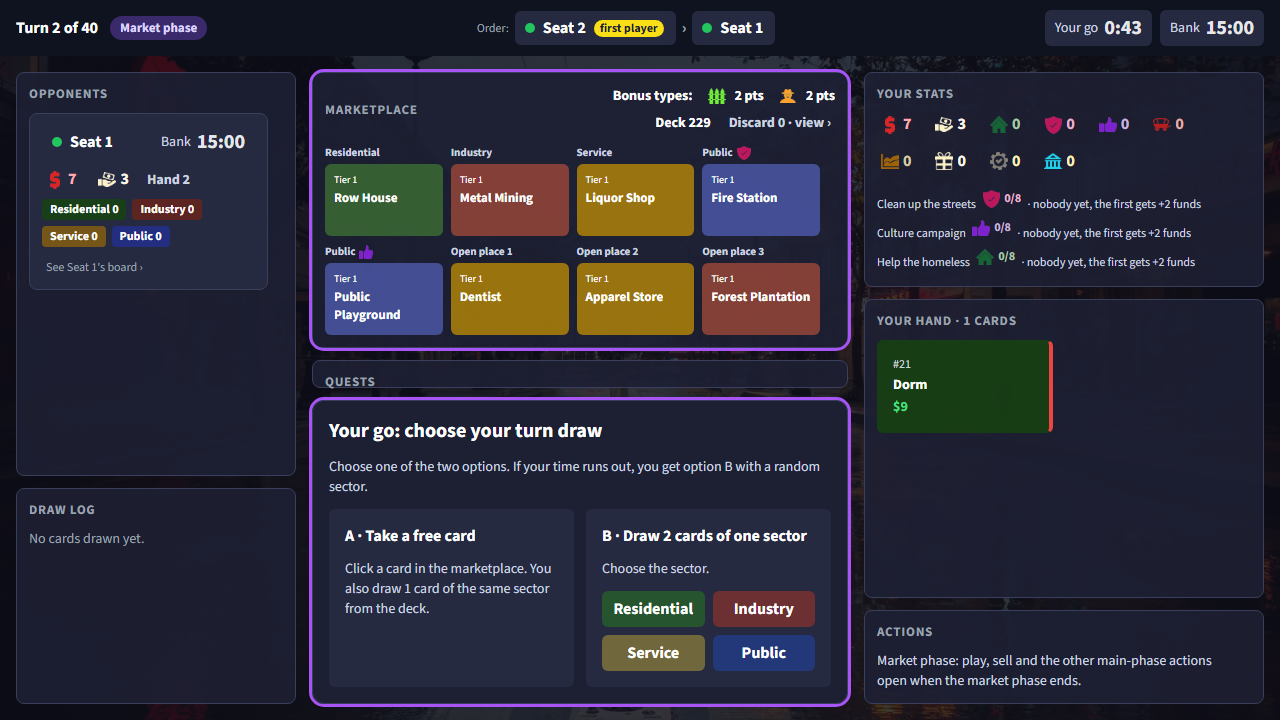 Turn 2 of 40
Market phase
Order:
Seat 2
first player
›
Seat 1
Your go 0:43
Bank 15:00
OPPONENTS
Seat 1
Bank 15:00
7
3
Hand 2
Residential 0
Industry 0
Service 0
Public 0
See Seat 1's board ›
DRAW LOG
No cards drawn yet.
MARKETPLACE
Bonus types:
2 pts
2 pts
Deck 229
Discard 0 · view ›
Residential
Industry
Service
Public
Tier 1
Row House
Tier 1
Metal Mining
Tier 1
Liquor Shop
Tier 1
Fire Station
Public
Open place 1
Open place 2
Open place 3
Tier 1
Public
Playground
Tier 1
Dentist
Tier 1
Apparel Store
Tier 1
Forest Plantation
QUESTS
Your go: choose your turn draw
Choose one of the two options. If your time runs out, you get option B with a random
sector.
A · Take a free card
Click a card in the marketplace. You
also draw 1 card of the same sector
from the deck.
B · Draw 2 cards of one sector
Choose the sector.
Residential
Industry
Service
Public
YOUR STATS
7
3
0
0
0
0
0
0
0
0
Clean up the streets 0/8 · nobody yet, the first gets +2 funds
Culture campaign 0/8 · nobody yet, the first gets +2 funds
Help the homeless 0/8 · nobody yet, the first gets +2 funds
YOUR HAND · 1 CARDS
#21
Dorm
$9
ACTIONS
Market phase: play, sell and the other main-phase actions
open when the market phase ends.